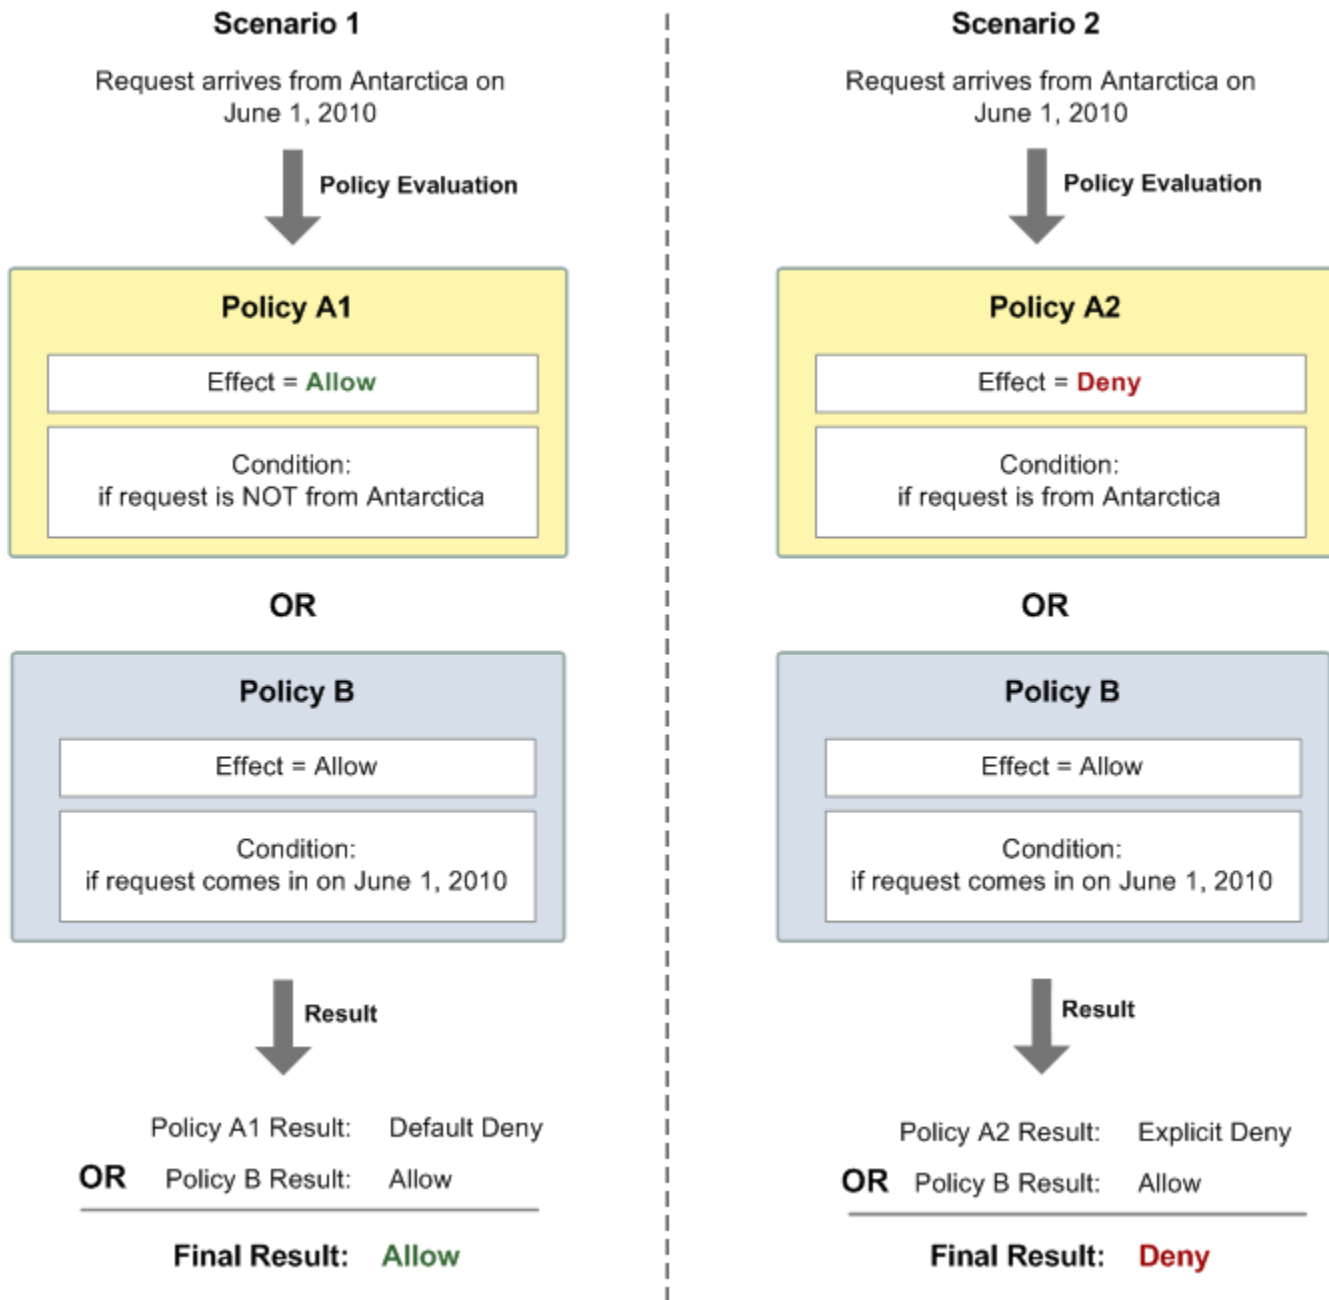 Scenario 1
Request arrives from Antarctica on
June 1, 2010
Policy Evaluation
Policy A1
Effect = Allow
Condition:
if request is NOT from Antarctica
OR
Policy B
Effect = Allow
Condition:
if request comes in on June 1, 2010
Result
Policy A1 Result: Default Deny
OR Policy B Result: Allow
Final Result: Allow
Scenario 2
Request arrives from Antarctica on
June 1, 2010
Policy Evaluation
Policy A2
Effect = Deny
Condition:
if request is from Antarctica
OR
Policy B
Effect = Allow
Condition:
if request comes in on June 1, 2010
Result
Policy A2 Result: Explicit Deny
OR Policy B Result: Allow
Final Result: Deny